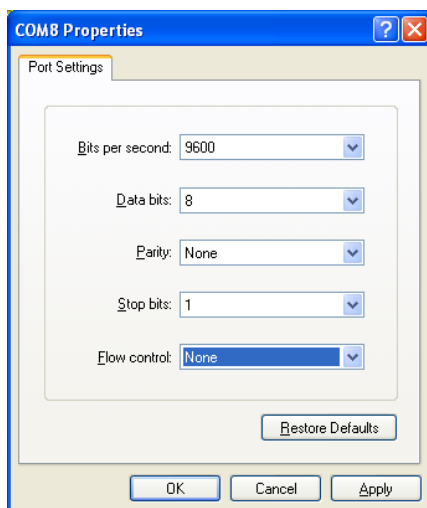 COM8 Properties
Port Settings
Bits per second: 9600
Data bits: 8
Parity: None
Stop bits: 1
Flow control: None
Restore Defaults
OK Cancel Apply